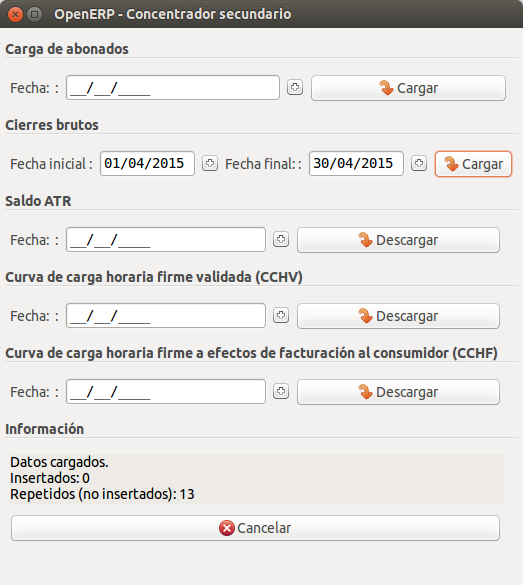 OpenERP - Concentrador secundario
Carga de abonados
Fecha: : __/__/____ Cargar
Cierres brutos
Fecha inicial : 01/04/2015 Fecha final: : 30/04/2015 Cargar
Saldo ATR
Fecha: : __/__/____ Descargar
Curva de carga horaria firme validada (CCHV)
Fecha: : __/__/____ Descargar
Curva de carga horaria firme a efectos de facturación al consumidor (CCHF)
Fecha: : __/__/____ Descargar
Información
Datos cargados.
Insertados: 0
Repetidos (no insertados): 13
Cancelar